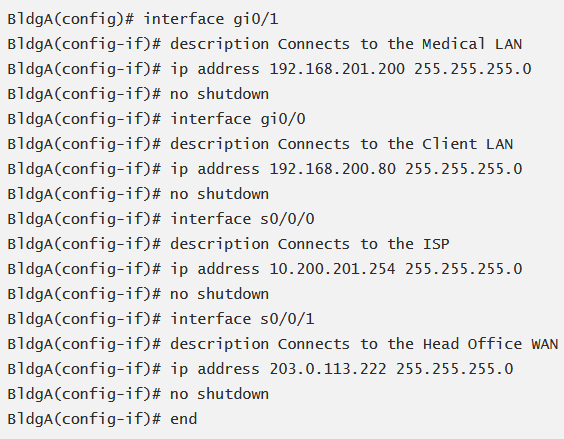 BldgA(config)# interface gi0/1
BldgA(config-if)# description Connects to the Medical LAN
BldgA(config-if)# ip address 192.168.201.200 255.255.255.0
BldgA(config-if)# no shutdown
BldgA(config-if)# interface gi0/0
BldgA(config-if)# description Connects to the Client LAN
BldgA(config-if)# ip address 192.168.200.80 255.255.255.0
BldgA(config-if)# no shutdown
BldgA(config-if)# interface s0/0/0
BldgA(config-if)# description Connects to the ISP
BldgA(config-if)# ip address 10.200.201.254 255.255.255.0
BldgA(config-if)# no shutdown
BldgA(config-if)# interface s0/0/1
BldgA(config-if)# description Connects to the Head Office WAN
BldgA(config-if)# ip address 203.0.113.222 255.255.255.0
BldgA(config-if)# no shutdown
BldgA(config-if)# end